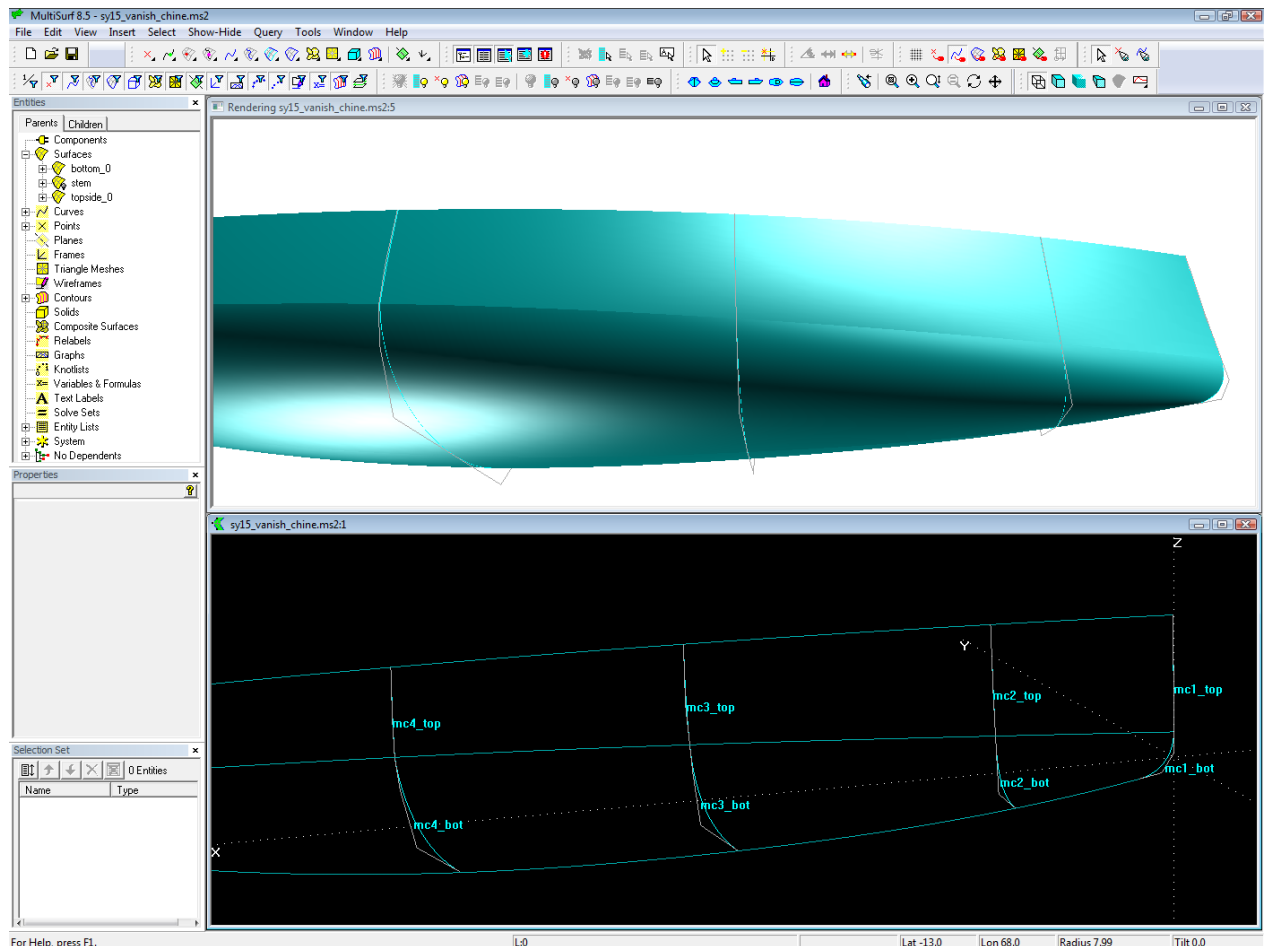 MultiSurf 8.5 - sy15_vanish_chine.ms2
File Edit View Insert Select Show-Hide Query Tools Window Help
Entities
Parents Children
Components
Surfaces
bottom_0
stem
topside_0
Curves
Points
Planes
Frames
Triangle Meshes
Wireframes
Contours
Solids
Composite Surfaces
Relabels
Graphs
Knotlists
Variables & Formulas
Text Labels
Solve Sets
Entity Lists
System
No Dependents
Properties
Selection Set
0 Entities
Name Type
Rendering sy15_vanish_chine.ms2:5
sy15_vanish_chine.ms2:1
Z
Y
mc1_top
mc2_top
mc3_top
mc4_top
mc1_bot
mc2_bot
mc3_bot
mc4_bot
X
For Help, press F1.
L:0
Lat -13.0 Lon 68.0 Radius 7.99 Tilt 0.0